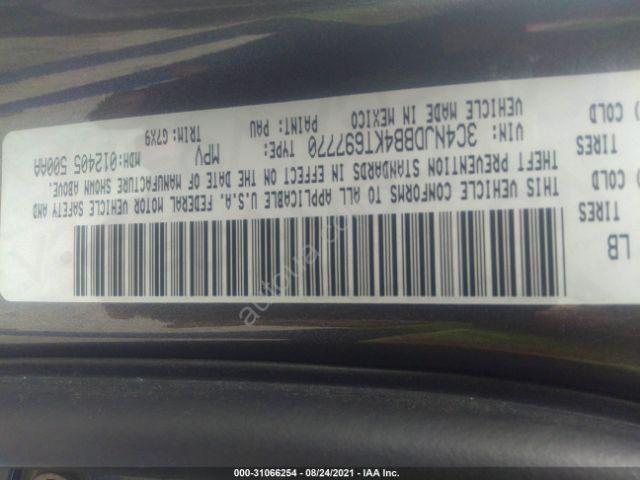 LB
TIRES ) COLD
TIRES ) COLD
THIS VEHICLE CONFORMS TO ALL APPLICABLE U.S.A. FEDERAL MOTOR VEHICLE SAFETY AND
THEFT PREVENTION STANDARDS IN EFFECT ON THE DATE OF MANUFACTURE SHOWN ABOVE.
VIN: 3C4NJDBB4KT697770 TYPE: MPV MDH:012405 500AA
VEHICLE MADE IN MEXICO PAINT: PAU TRIM: G7X9
autovia.com
000-31066254 - 08/24/2021 - IAA Inc.